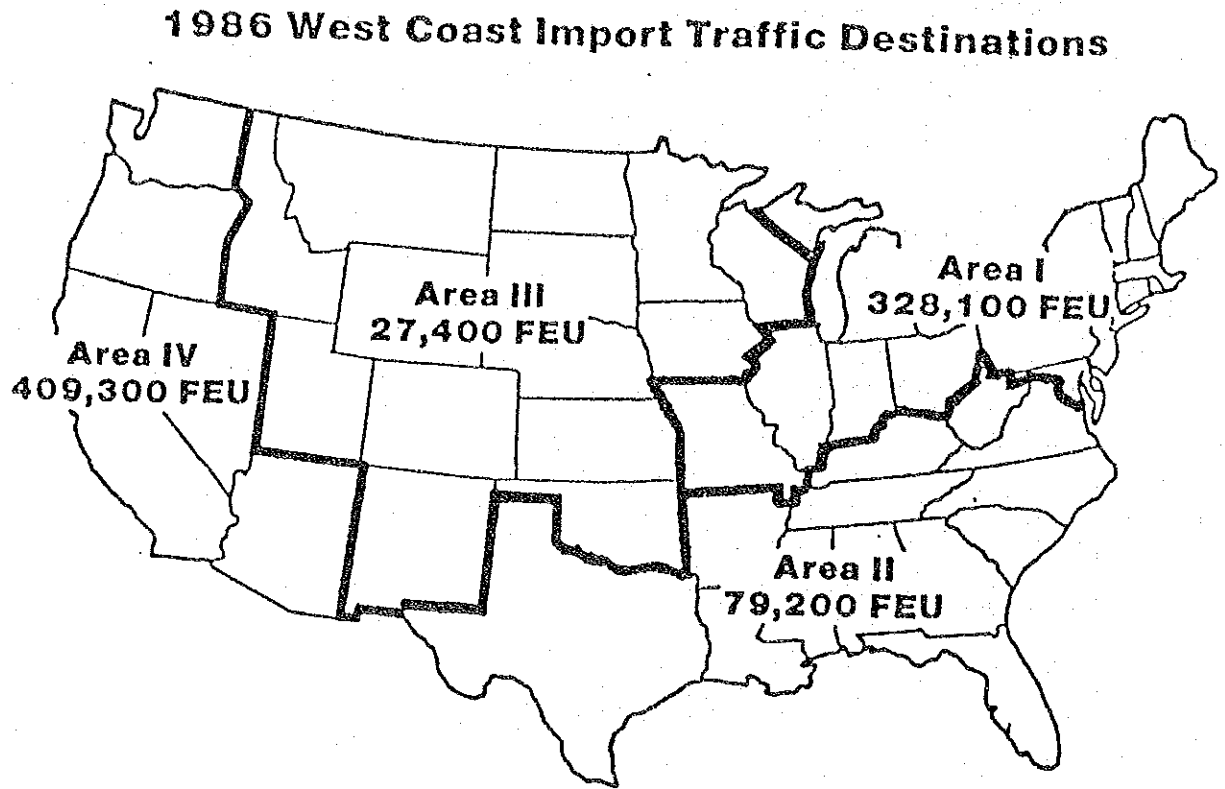 1986 West Coast Import Traffic Destinations
Area I
328,100 FEU
Area III
27,400 FEU
Area IV
409,300 FEU
Area II
79,200 FEU